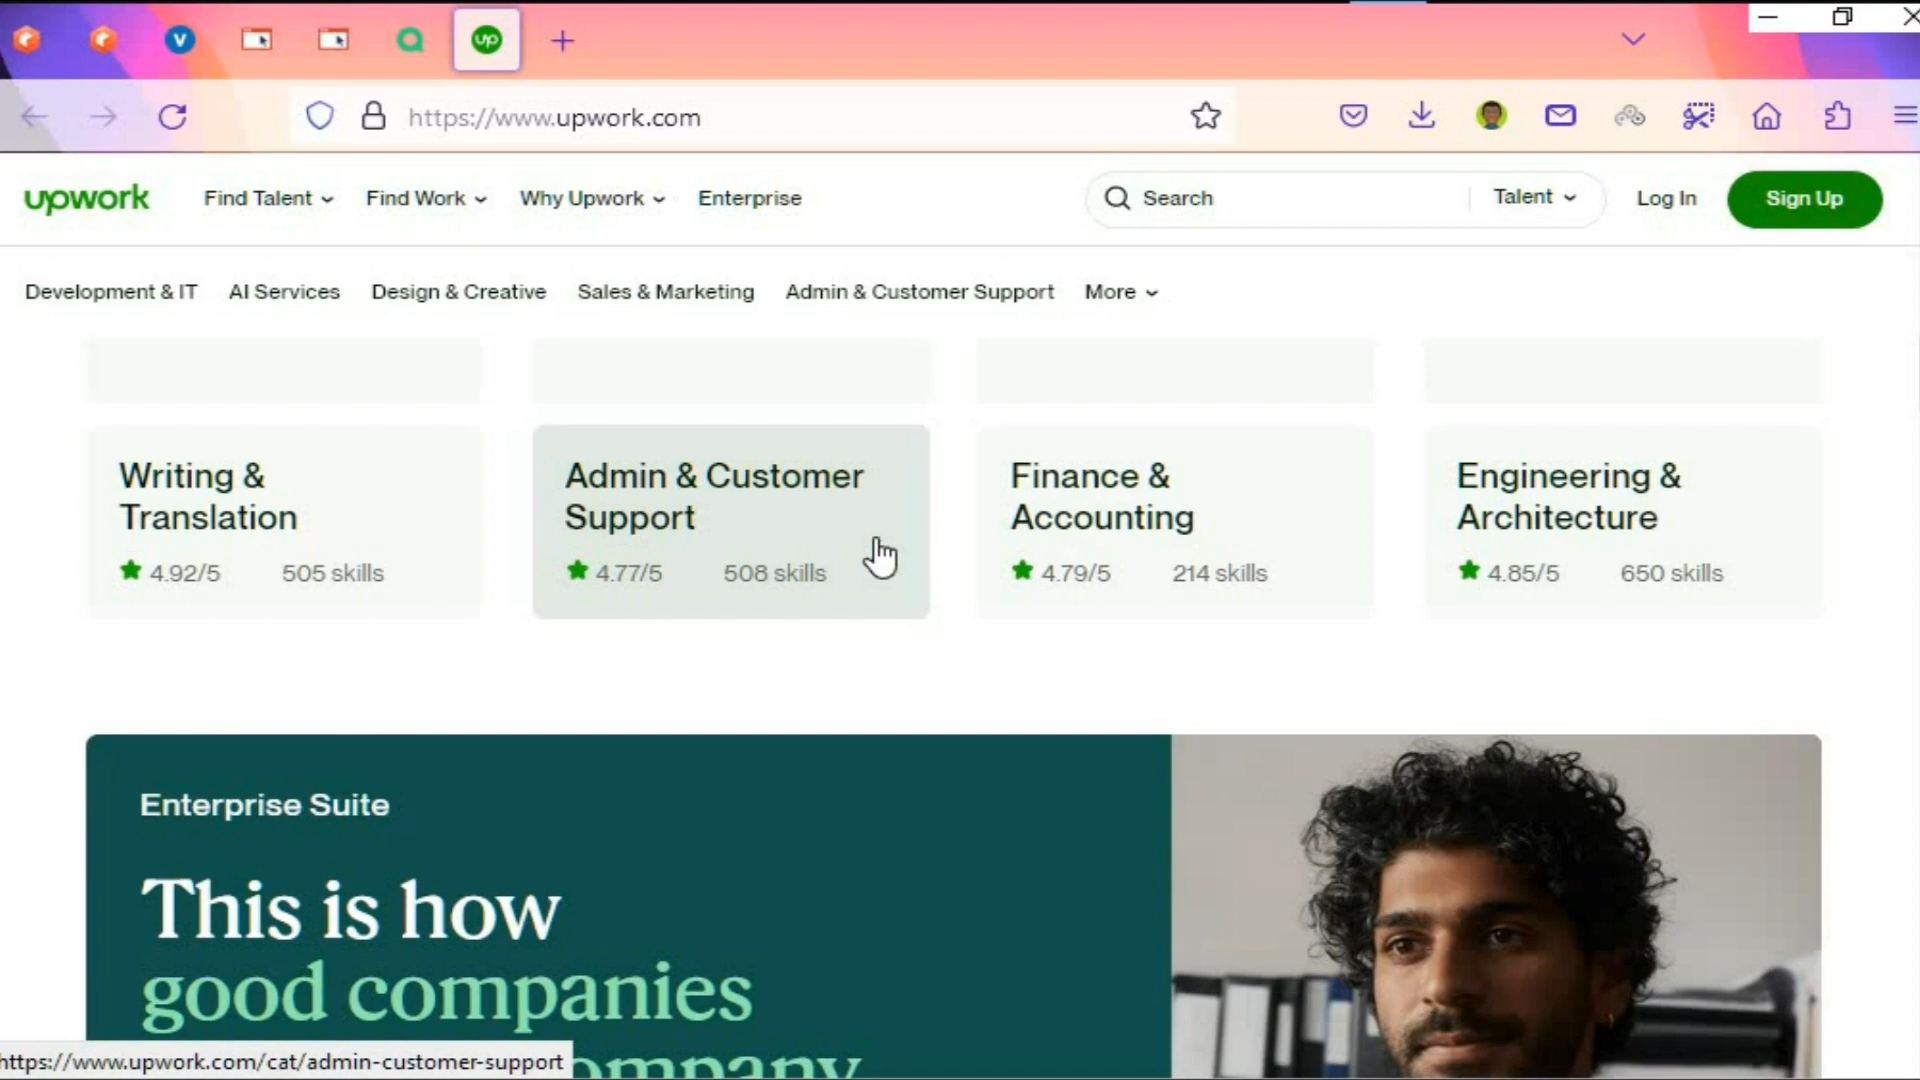 V
up
https://www.upwork.com
upwork
Find Talent
Find Work
Why Upwork
Enterprise
Search
Talent
Log In
Sign Up
Development & IT
AI Services
Design & Creative
Sales & Marketing
Admin & Customer Support
More
Writing &
Translation
4.92/5
505 skills
Admin & Customer
Support
4.77/5
508 skills
Finance &
Accounting
4.79/5
214 skills
Engineering &
Architecture
4.85/5
650 skills
Enterprise Suite
This is how
good companies
ompany
https://www.upwork.com/cat/admin-customer-support